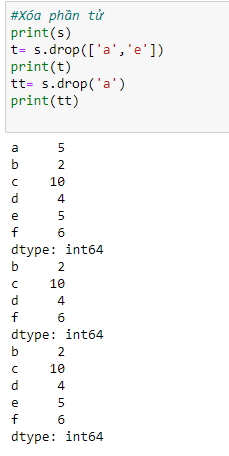 #Xóa phần tử
print(s)
t= s.drop(['a','e'])
print(t)
tt= s.drop('a')
print(tt)
a     5
b     2
c    10
d     4
e     5
f     6
dtype: int64
b     2
c    10
d     4
f     6
dtype: int64
b     2
c    10
d     4
e     5
f     6
dtype: int64